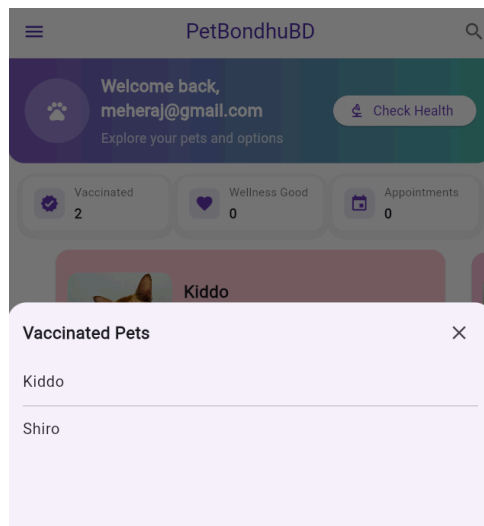 PetBondhuBD
Welcome back,
meheraj@gmail.com
Explore your pets and options
Check Health
Vaccinated
2
Wellness Good
0
Appointments
0
Kiddo
Vaccinated Pets
Kiddo
Shiro